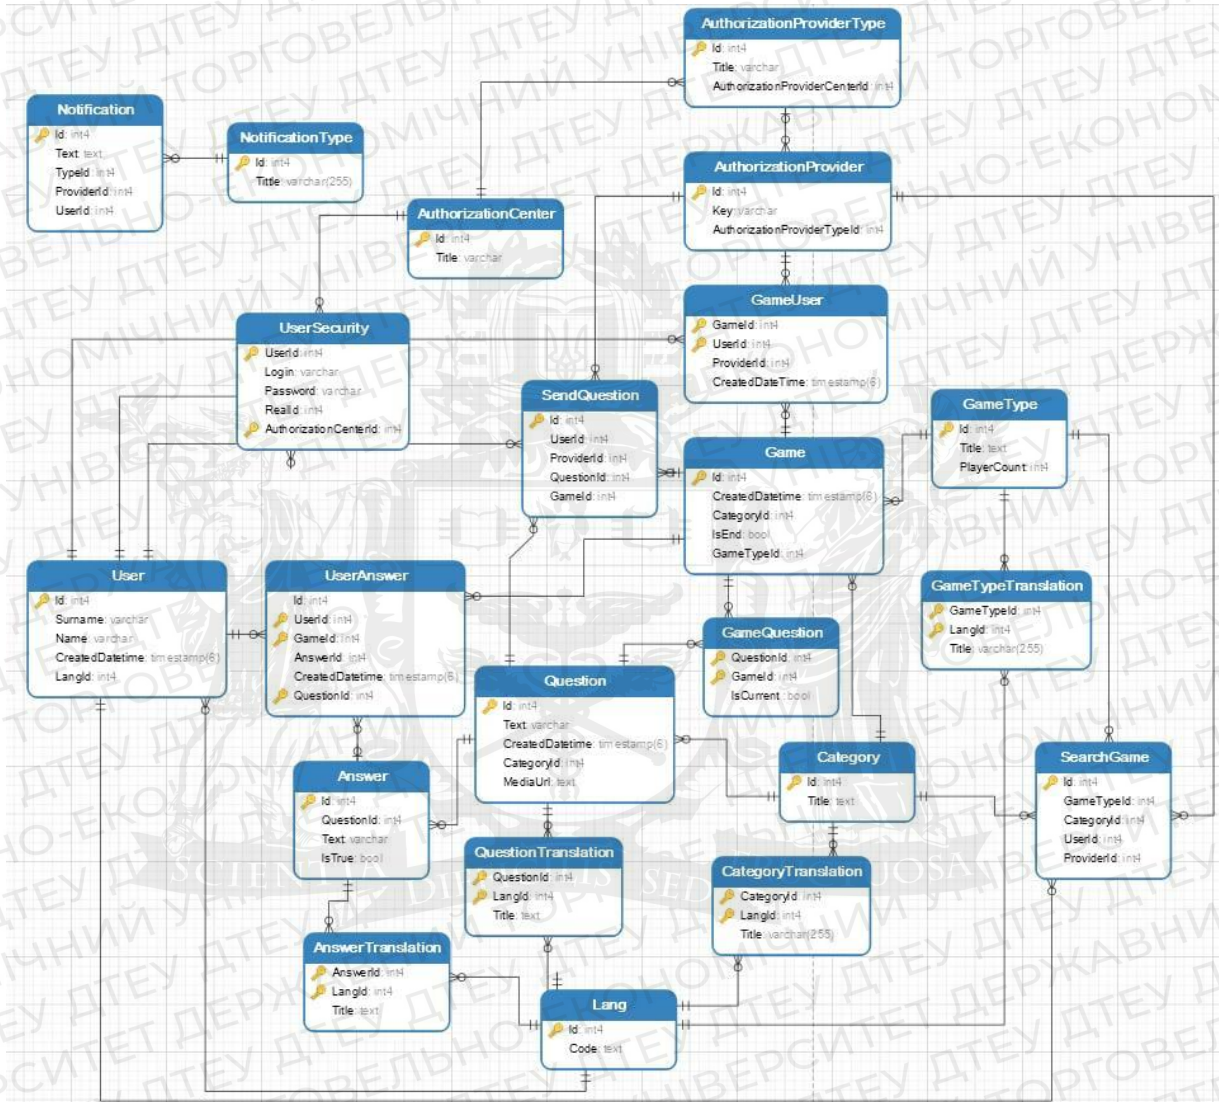 AuthorizationProviderType
Id: int4
Title: varchar
AuthorizationProviderCenterId: int4
Notification
Id: int4
Text: text
TypeId: int4
ProviderId: int4
UserId: int4
NotificationType
Id: int4
Tittle: varchar(255)
AuthorizationProvider
Id: int4
Key: varchar
AuthorizationProviderTypeId: int4
AuthorizationCenter
Id: int4
Title: varchar
GameUser
GameId: int4
UserId: int4
ProviderId: int4
CreatedDateTime: timestamp(6)
UserSecurity
UserId: int4
Login: varchar
Password: varchar
RealId: int4
AuthorizationCenterId: int4
SendQuestion
Id: int4
UserId: int4
ProviderId: int4
QuestionId: int4
GameId: int4
GameType
Id: int4
Title: text
PlayerCount: int4
Game
Id: int4
CreatedDatetime: timestamp(6)
CategoryId: int4
IsEnd: bool
GameTypeId: int4
User
Id: int4
Surname: varchar
Name: varchar
CreatedDatetime: timestamp(6)
LangId: int4
UserAnswer
Id: int4
UserId: int4
GameId: int4
AnswerId: int4
CreatedDatetime: timestamp(6)
QuestionId: int4
GameTypeTranslation
GameTypeId: int4
LangId: int4
Title: varchar(255)
GameQuestion
QuestionId: int4
GameId: int4
IsCurrent: bool
Question
Id: int4
Text: varchar
CreatedDatetime: timestamp(6)
CategoryId: int4
MediaUrl: text
Category
Id: int4
Title: text
SearchGame
Id: int4
GameTypeId: int4
CategoryId: int4
UserId: int4
ProviderId: int4
Answer
Id: int4
QuestionId: int4
Text: varchar
IsTrue: bool
QuestionTranslation
QuestionId: int4
LangId: int4
Title: text
CategoryTranslation
CategoryId: int4
LangId: int4
Title: varchar(255)
AnswerTranslation
AnswerId: int4
LangId: int4
Title: text
Lang
Id: int4
Code: text